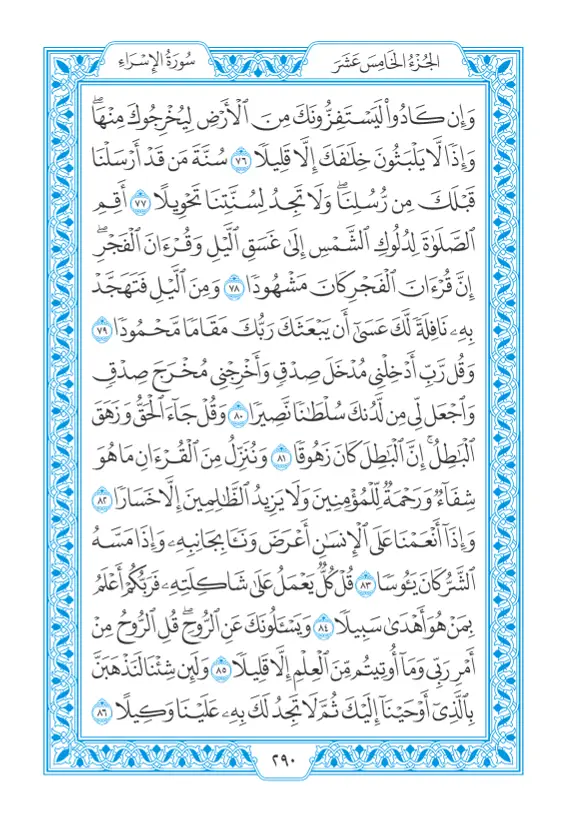 الجُزْءُ الخَامِسَ عَشَرَ
سُورَةُ الإِسْرَاءِ
وَإِن كَادُواْ لَيَسْتَفِزُّونَكَ مِنَ ٱلْأَرْضِ لِيُخْرِجُوكَ مِنْهَاۖ
وَإِذًا لَّا يَلْبَثُونَ خِلَٰفَكَ إِلَّا قَلِيلًا ٧٦ سُنَّةَ مَن قَدْ أَرْسَلْنَا
قَبْلَكَ مِن رُّسُلِنَاۖ وَلَا تَجِدُ لِسُنَّتِنَا تَحْوِيلًا ٧٧ أَقِمِ
ٱلصَّلَوٰةَ لِدُلُوكِ ٱلشَّمْسِ إِلَىٰ غَسَقِ ٱلَّيْلِ وَقُرْءَانَ ٱلْفَجْرِۖ
إِنَّ قُرْءَانَ ٱلْفَجْرِ كَانَ مَشْهُودًا ٧٨ وَمِنَ ٱلَّيْلِ فَتَهَجَّدْ
بِهِۦ نَافِلَةً لَّكَ عَسَىٰٓ أَن يَبْعَثَكَ رَبُّكَ مَقَامًا مَّحْمُودًا ٧٩
وَقُل رَّبِّ أَدْخِلْنِي مُدْخَلَ صِدْقٍ وَأَخْرِجْنِي مُخْرَجَ صِدْقٍ
وَٱجْعَل لِّي مِن لَّدُنكَ سُلْطَٰنًا نَّصِيرًا ٨٠ وَقُلْ جَآءَ ٱلْحَقُّ وَزَهَقَ
ٱلْبَٰطِلُۚ إِنَّ ٱلْبَٰطِلَ كَانَ زَهُوقًا ٨١ وَنُنَزِّلُ مِنَ ٱلْقُرْءَانِ مَا هُوَ
شِفَآءٌ وَرَحْمَةٌ لِّلْمُؤْمِنِينَ وَلَا يَزِيدُ ٱلظَّٰلِمِينَ إِلَّا خَسَارًا ٨٢
وَإِذَآ أَنْعَمْنَا عَلَى ٱلْإِنسَٰنِ أَعْرَضَ وَنَـَٔا بِجَانِبِهِۦ وَإِذَا مَسَّهُ
ٱلشَّرُّ كَانَ يَـُٔوسًا ٨٣ قُلْ كُلٌّ يَعْمَلُ عَلَىٰ شَاكِلَتِهِۦ فَرَبُّكُمْ أَعْلَمُ
بِمَنْ هُوَ أَهْدَىٰ سَبِيلًا ٨٤ وَيَسْـَٔلُونَكَ عَنِ ٱلرُّوحِۖ قُلِ ٱلرُّوحُ مِنْ
أَمْرِ رَبِّي وَمَآ أُوتِيتُم مِّنَ ٱلْعِلْمِ إِلَّا قَلِيلًا ٨٥ وَلَئِن شِئْنَا لَنَذْهَبَنَّ
بِٱلَّذِيٓ أَوْحَيْنَآ إِلَيْكَ ثُمَّ لَا تَجِدُ لَكَ بِهِۦ عَلَيْنَا وَكِيلًا ٨٦
٢٩٠